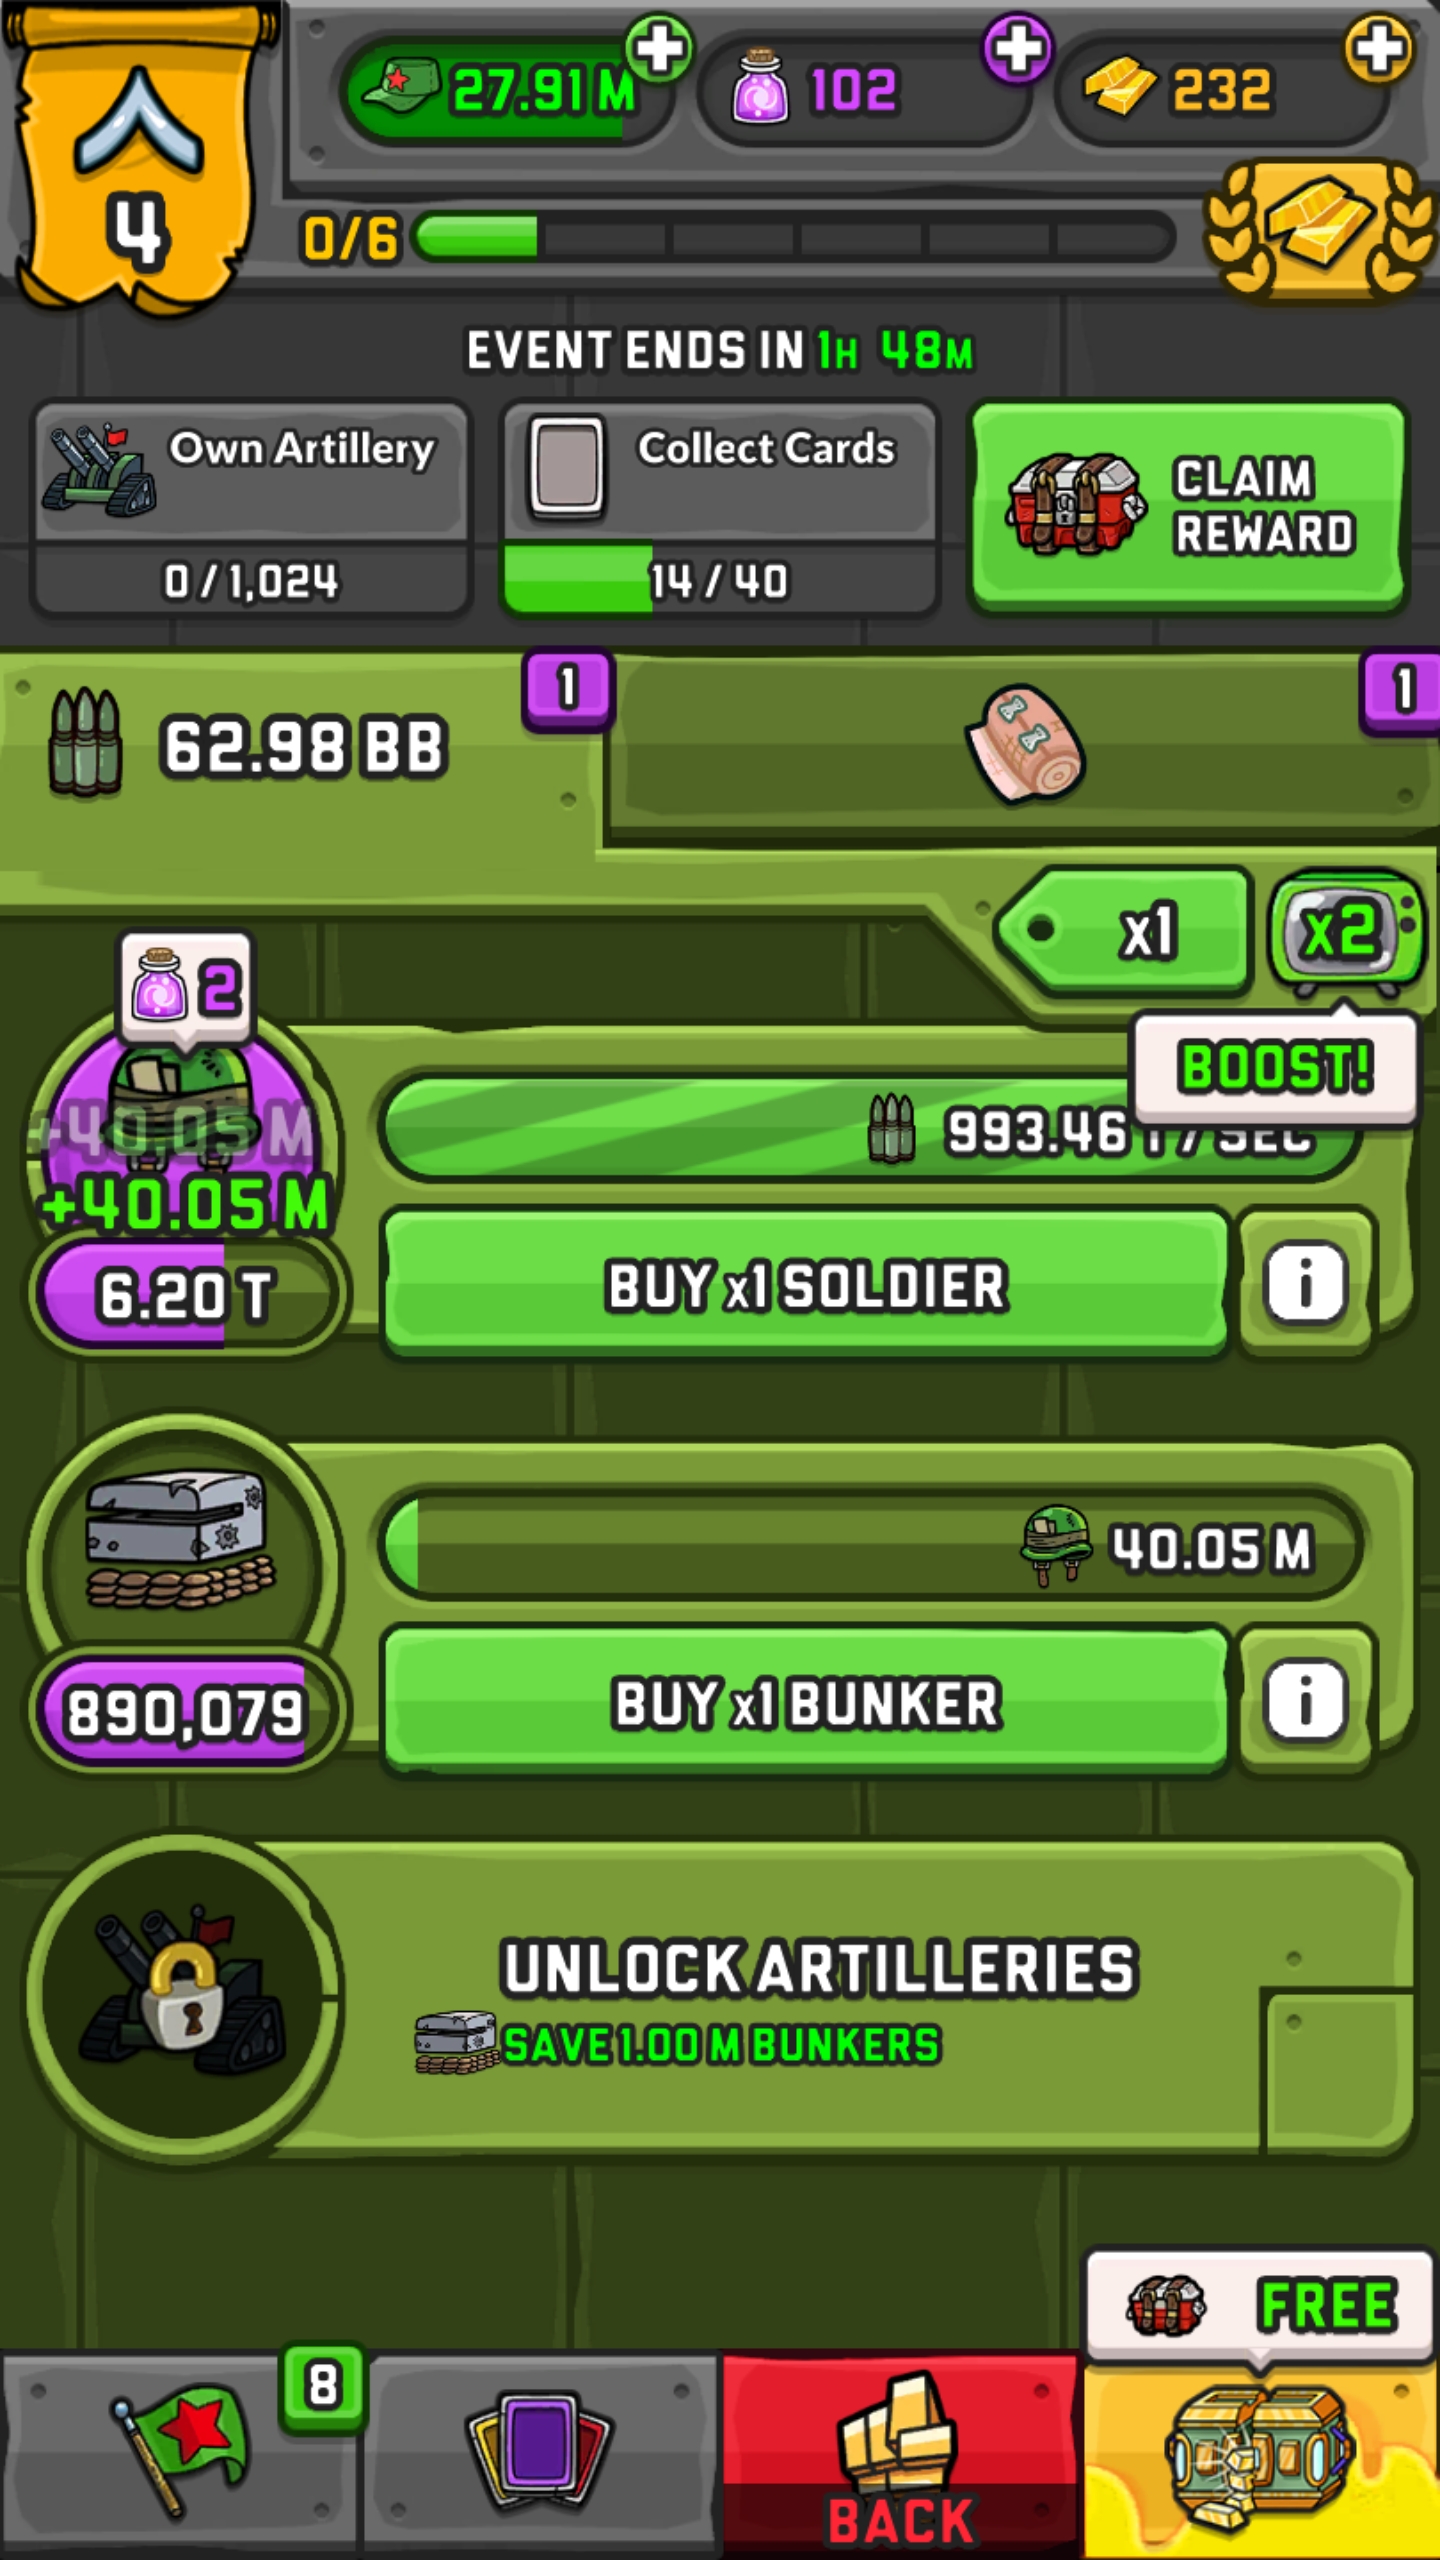 27.91 M
102
232
4
0/6
EVENT ENDS IN 1H 48M
Own Artillery
0 / 1,024
Collect Cards
14 / 40
CLAIM
REWARD
62.98 BB
1
1
x1
x2
BOOST!
2
+40.05 M
+40.05 M
993.46 T / SEC
6.20 T
BUY x1 SOLDIER
i
40.05 M
890,079
BUY x1 BUNKER
i
UNLOCK ARTILLERIES
SAVE 1.00 M BUNKERS
FREE
8
BACK